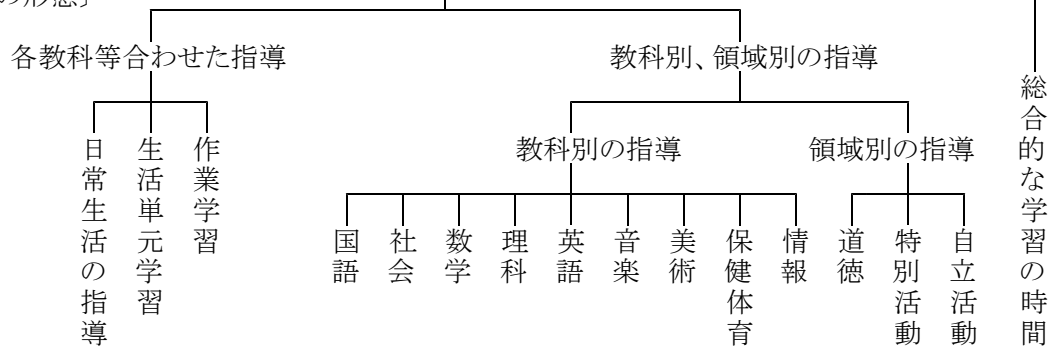 の形態」
各教科等合わせた指導
教科別、領域別の指導
総合的な学習の時間
日常生活の指導
生活単元学習
作業学習
教科別の指導
領域別の指導
国語
社会
数学
理科
英語
音楽
美術
保健体育
情報
道徳
特別活動
自立活動